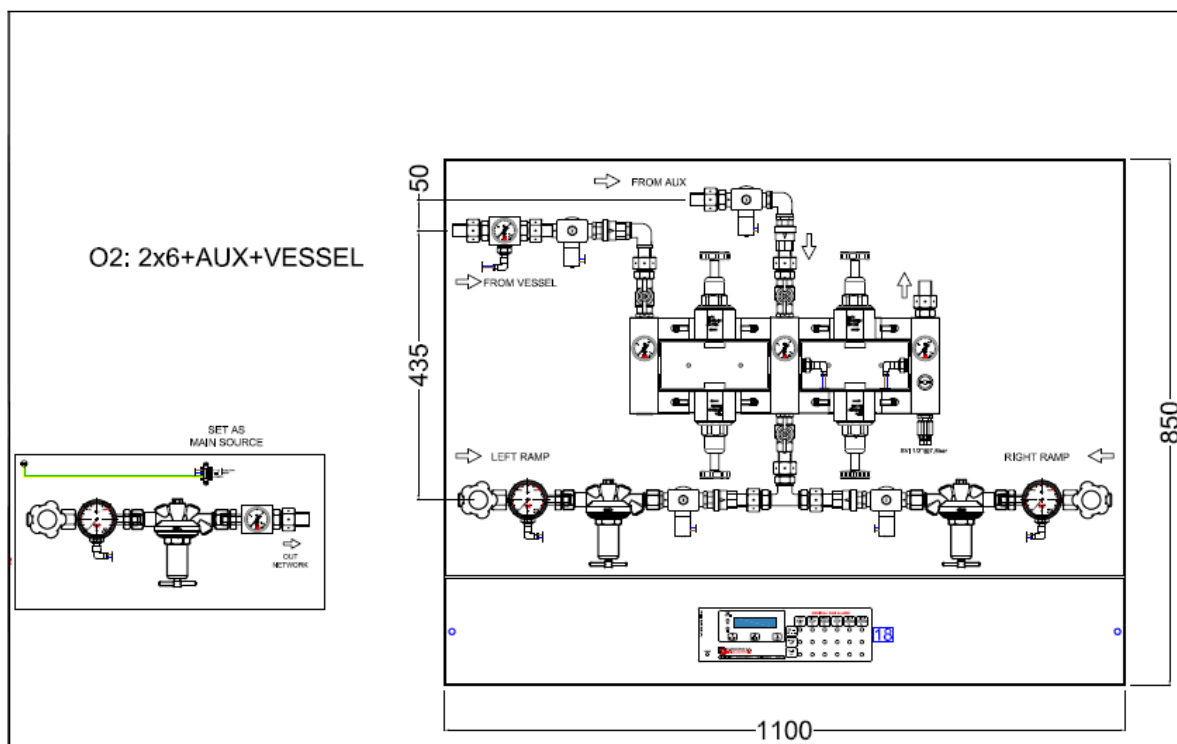 50
FROM AUX
O2: 2x6+AUX+VESSEL
FROM VESSEL
435
850
SET AS
MAIN SOURCE
LEFT RAMP
RIGHT RAMP
OUT
NETWORK
18
1100